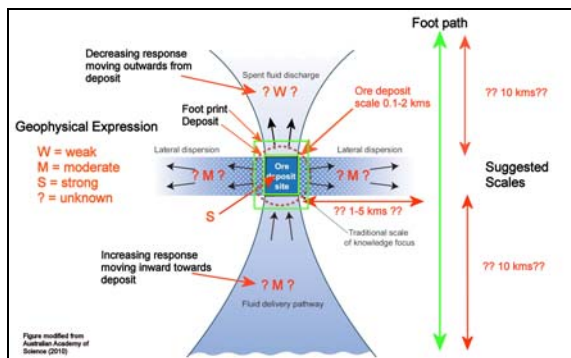 Foot path
Decreasing response
moving outwards from
deposit
Spent fluid discharge
? W ?
Ore deposit
scale 0.1-2 kms
?? 10 kms??
Foot print
Deposit
Geophysical Expression
W = weak
M = moderate
S = strong
? = unknown
Lateral dispersion
? M ?
Ore
deposit
site
Lateral dispersion
? M ?
Suggested
Scales
S
?? 1-5 kms ??
Traditional scale
of knowledge focus
Increasing response
moving inward towards
deposit
? M ?
Fluid delivery pathway
?? 10 kms??
Figure modified from
Australian Academy of
Science (2010)